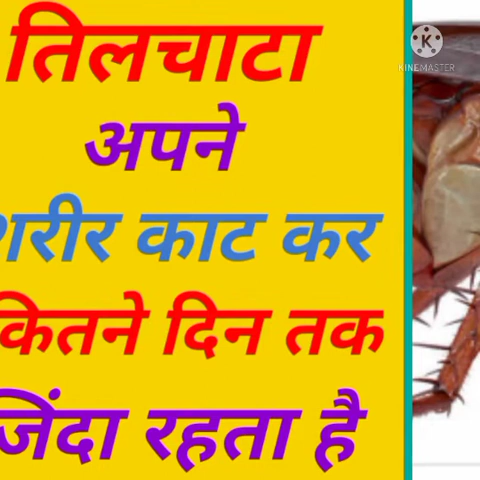 तिलचाटा
अपने
शरीर काट कर
कितने दिन तक
जिंदा रहता है
KINEMASTER